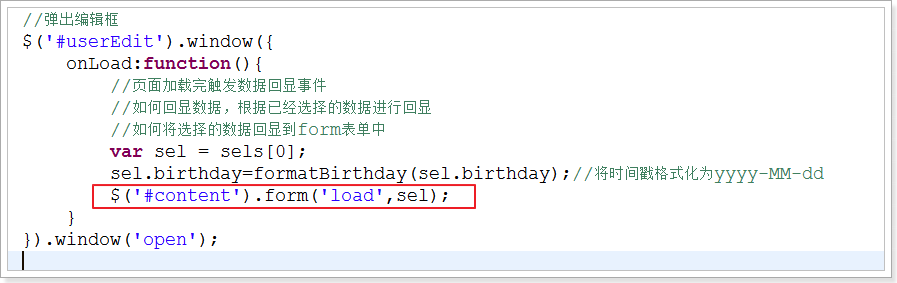 //弹出编辑框
$('#userEdit').window({
    onLoad:function(){
        //页面加载完触发数据回显事件
        //如何回显数据，根据已经选择的数据进行回显
        //如何将选择的数据回显到form表单中
        var sel = sels[0];
        sel.birthday=formatBirthday(sel.birthday);//将时间戳格式化为yyyy-MM-dd
        $('#content').form('load',sel);
    }
}).window('open');